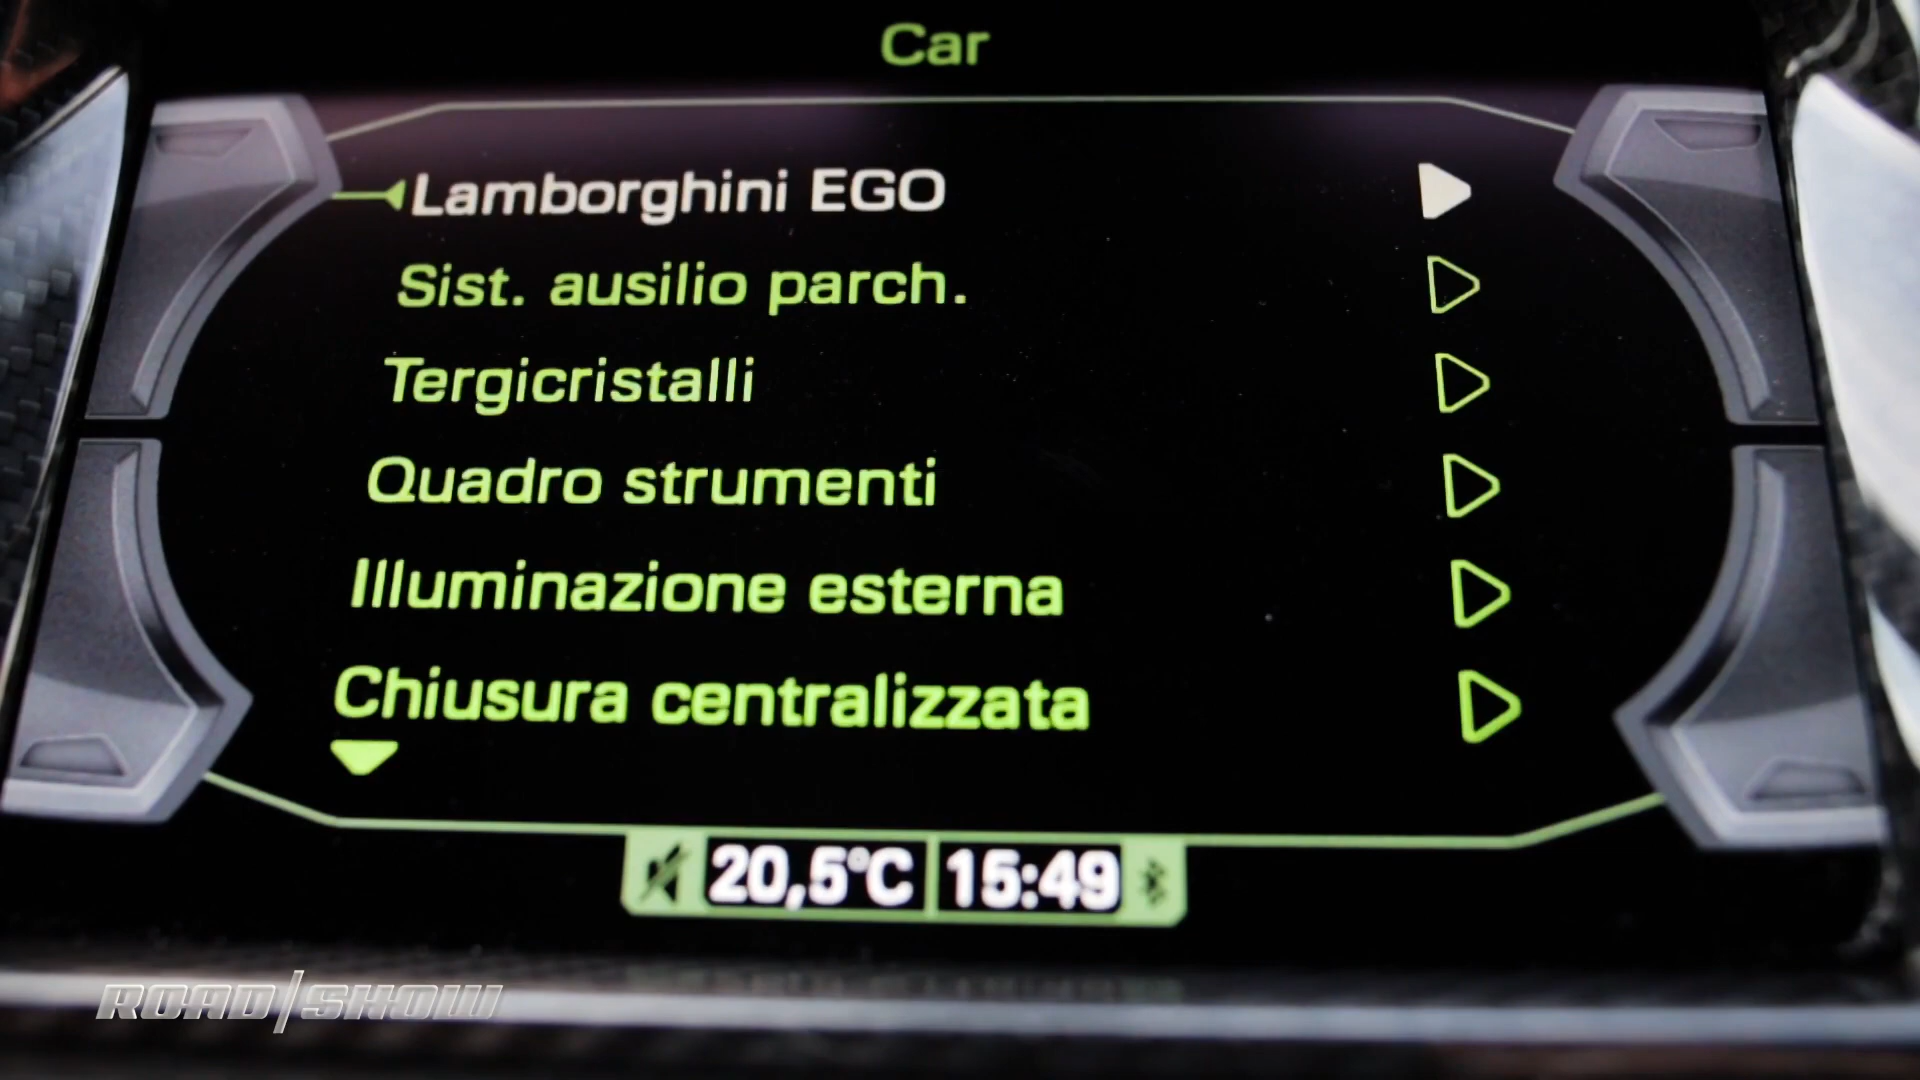 Car
Lamborghini EGO
Sist. ausilio parch.
Tergicristalli
Quadro strumenti
Illuminazione esterna
Chiusura centralizzata
20,5°C 15:49
ROAD/SHOW